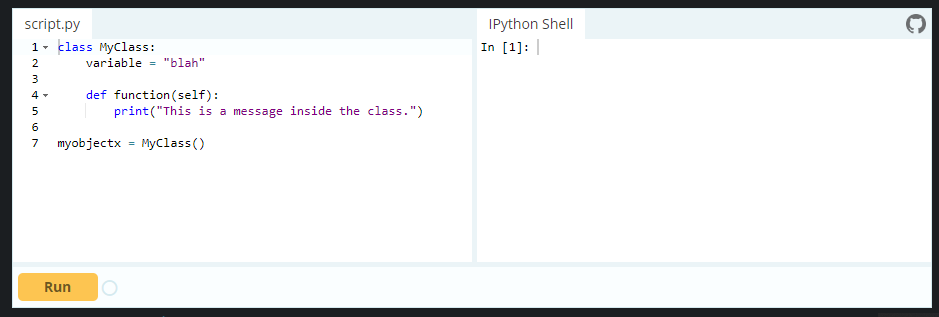 script.py
1 class MyClass:
2     variable = "blah"
3
4     def function(self):
5         print("This is a message inside the class.")
6
7 myobjectx = MyClass()
IPython Shell
In [1]:
Run